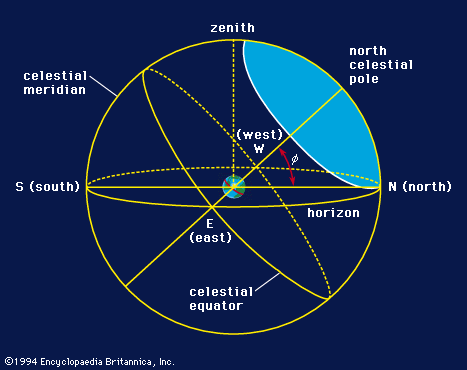 zenith
north
celestial
pole
celestial
meridian
(west)
W
ø
S (south)
N (north)
E
(east)
horizon
celestial
equator
©1994 Encyclopaedia Britannica, Inc.